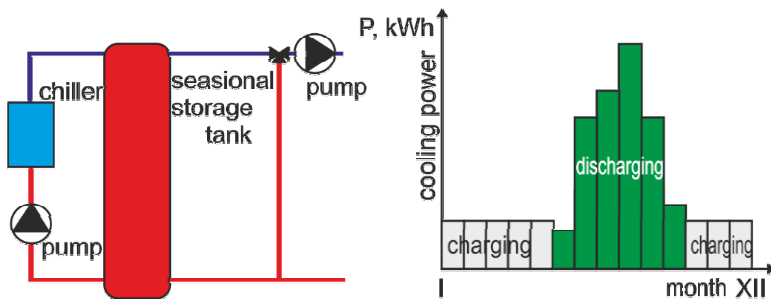 chiller
seasional
storage
tank
pump
pump
P, kWh
cooling power
discharging
charging
charging
I
month XII